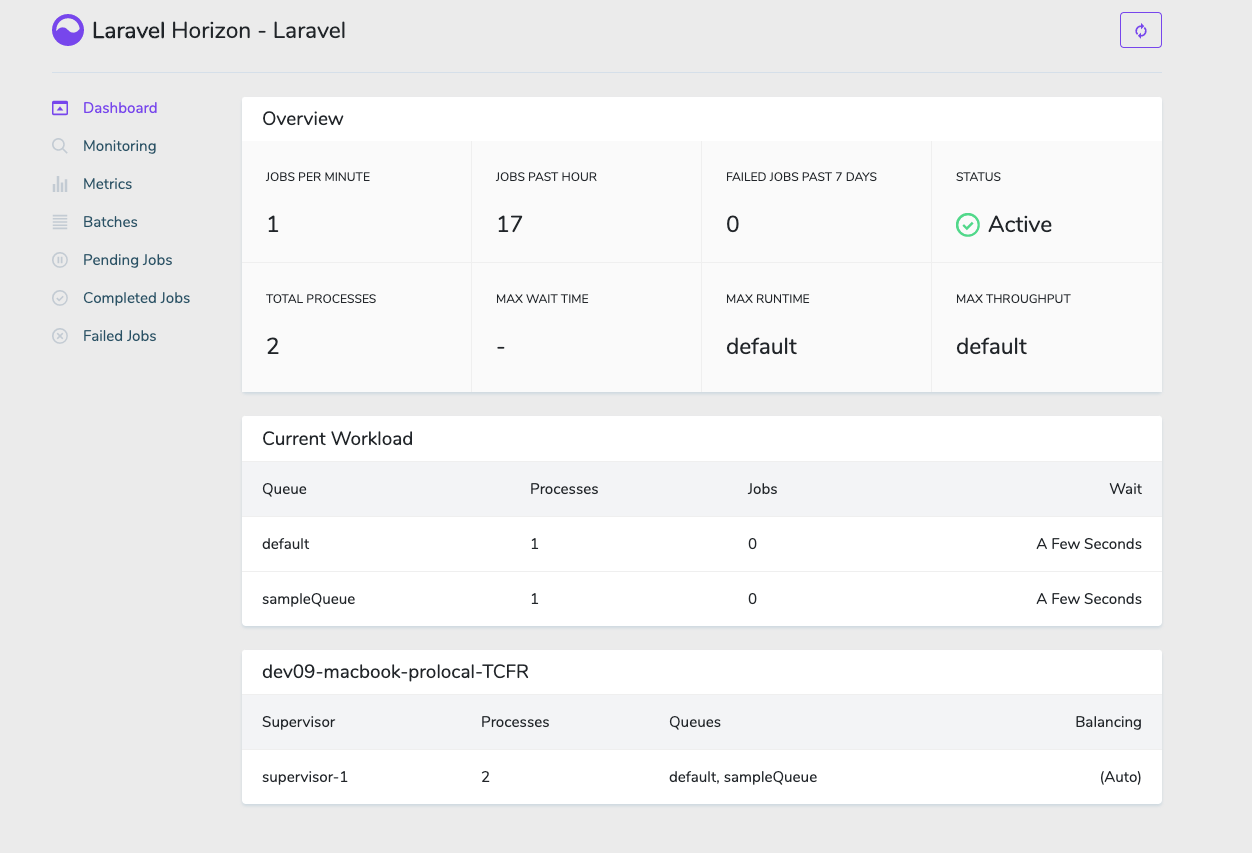 Laravel Horizon - Laravel
Dashboard
Monitoring
Metrics
Batches
Pending Jobs
Completed Jobs
Failed Jobs
Overview
JOBS PER MINUTE
1
JOBS PAST HOUR
17
FAILED JOBS PAST 7 DAYS
0
STATUS
Active
TOTAL PROCESSES
2
MAX WAIT TIME
-
MAX RUNTIME
default
MAX THROUGHPUT
default
Current Workload
Queue Processes Jobs Wait
default 1 0 A Few Seconds
sampleQueue 1 0 A Few Seconds
dev09-macbook-prolocal-TCFR
Supervisor Processes Queues Balancing
supervisor-1 2 default, sampleQueue (Auto)